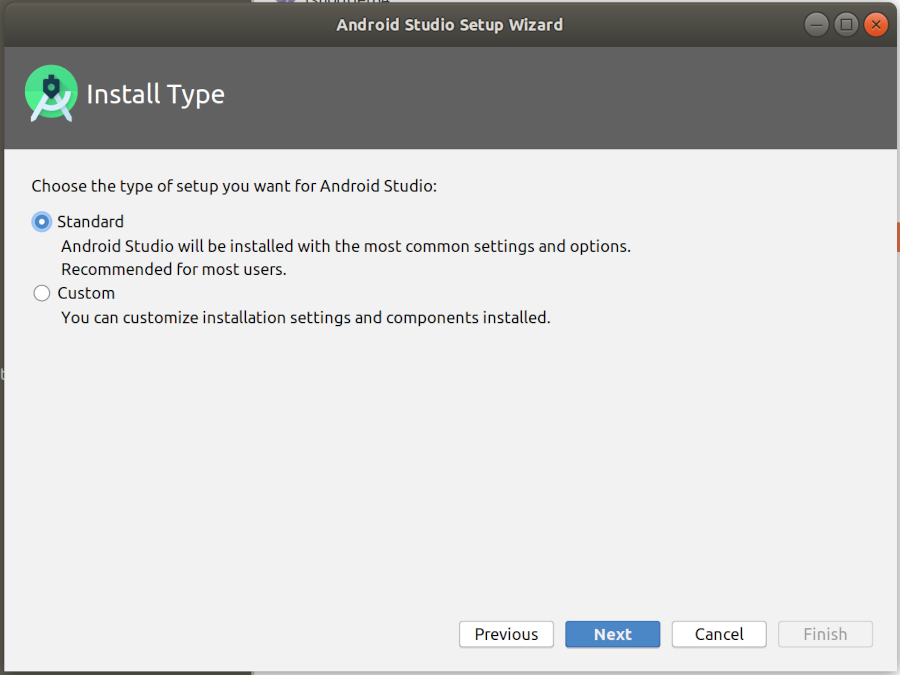 Android Studio Setup Wizard
Install Type
Choose the type of setup you want for Android Studio:
Standard
Android Studio will be installed with the most common settings and options.
Recommended for most users.
Custom
You can customize installation settings and components installed.
Previous
Next
Cancel
Finish